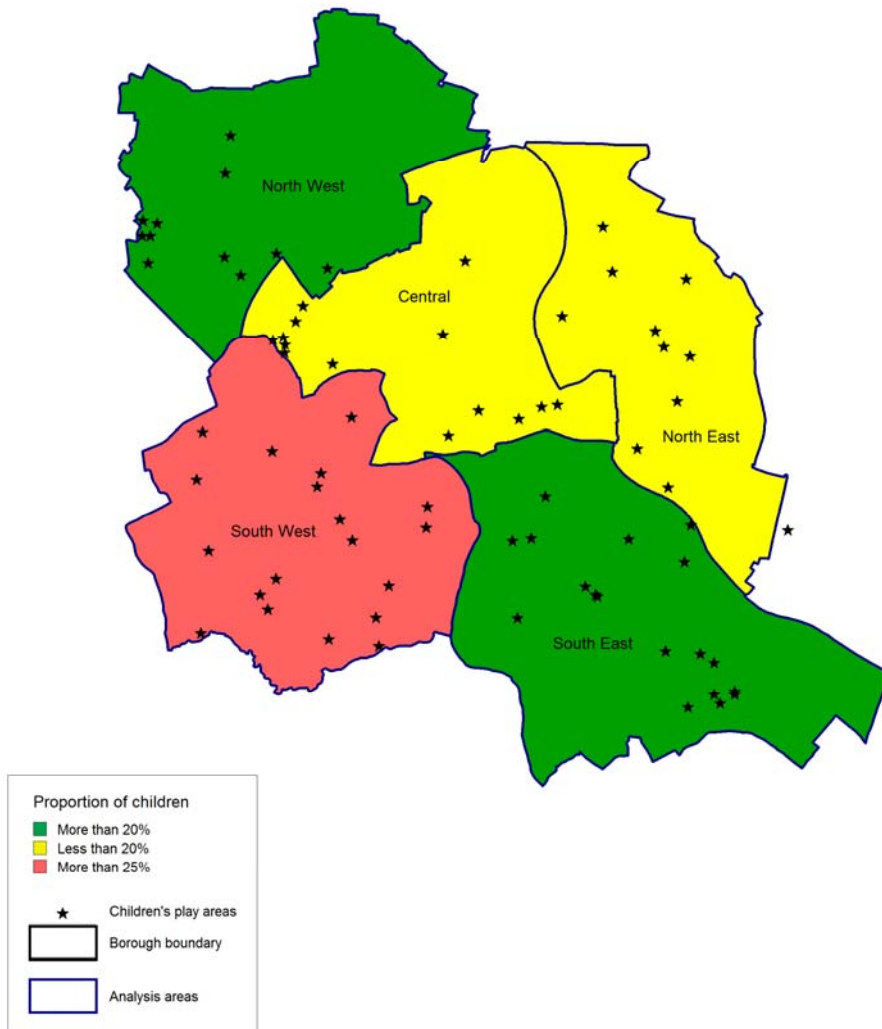 North West
Central
North East
South West
South East
Proportion of children
More than 20%
Less than 20%
More than 25%
Children's play areas
Borough boundary
Analysis areas